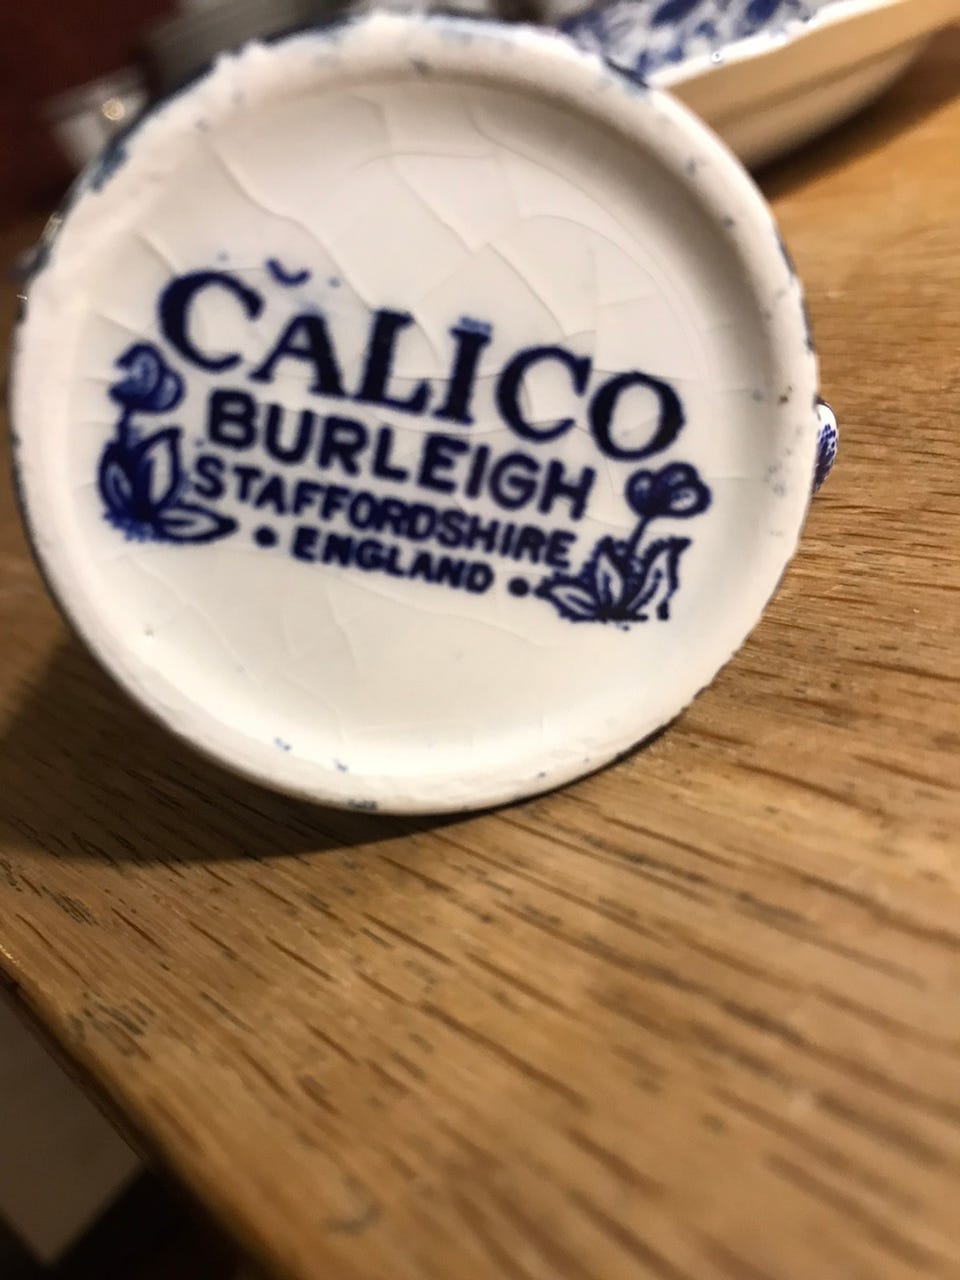 CALICO
BURLEIGH
STAFFORDSHIRE
• ENGLAND •